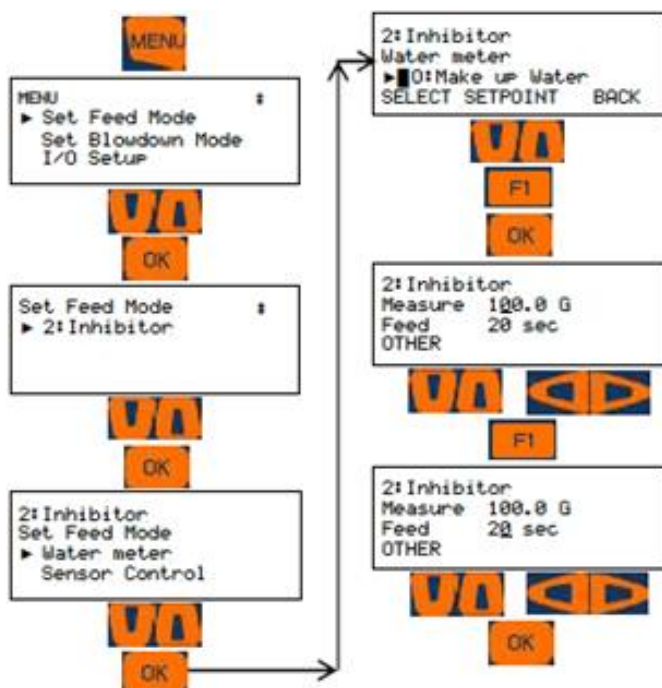 MENU
MENU
Set Feed Mode
Set Blowdown Mode
I/O Setup
OK
Set Feed Mode
2:Inhibitor
OK
2:Inhibitor
Set Feed Mode
Water meter
Sensor Control
OK
2:Inhibitor
Water meter
O:Make up Water
SELECT SETPOINT BACK
F1
OK
2:Inhibitor
Measure 100.0 G
Feed 20 sec
OTHER
F1
2:Inhibitor
Measure 100.0 G
Feed 20 sec
OTHER
OK